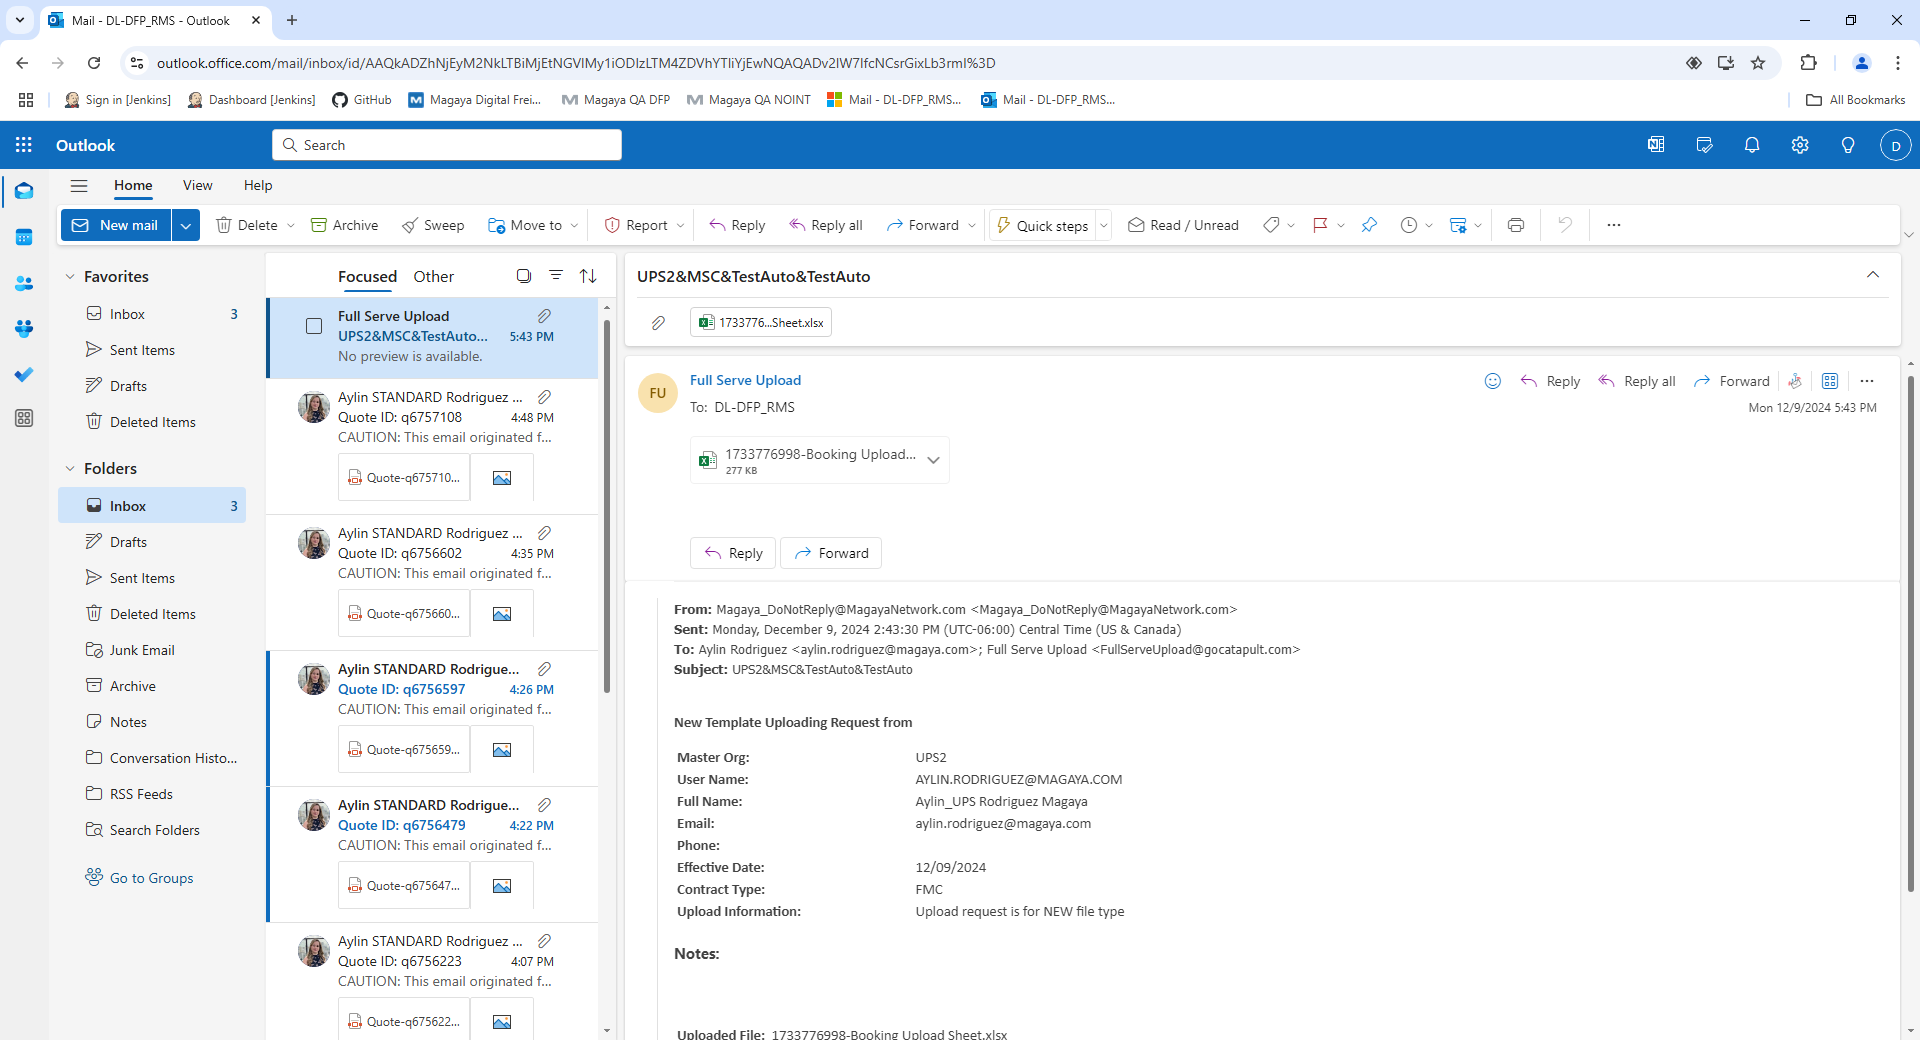 Mail - DL-DFP_RMS - Outlook
outlook.office.com/mail/inbox/id/AAQkADZhNjEyM2NkLTBiMjEtNGVlMy1iODIzLTM4ZDVhYTliYjEwNQAQADv2lW7IfcNCsrGixLb3rmI%3D
Sign in [Jenkins]
Dashboard [Jenkins]
GitHub
Magaya Digital Frei...
Magaya QA DFP
Magaya QA NOINT
Mail - DL-DFP_RMS...
Mail - DL-DFP_RMS...
All Bookmarks
Outlook
Search
D
Home
View
Help
New mail
Delete
Archive
Sweep
Move to
Report
Reply
Reply all
Forward
Quick steps
Read / Unread
Favorites
Inbox 3
Sent Items
Drafts
Deleted Items
Folders
Inbox 3
Drafts
Sent Items
Deleted Items
Junk Email
Archive
Notes
Conversation Histo...
RSS Feeds
Search Folders
Go to Groups
Focused
Other
Full Serve Upload
UPS2&MSC&TestAuto... 5:43 PM
No preview is available.
Aylin STANDARD Rodriguez ...
Quote ID: q6757108 4:48 PM
CAUTION: This email originated f...
Quote-q675710...
Aylin STANDARD Rodriguez ...
Quote ID: q6756602 4:35 PM
CAUTION: This email originated f...
Quote-q675660...
Aylin STANDARD Rodrigue...
Quote ID: q6756597 4:26 PM
CAUTION: This email originated f...
Quote-q675659...
Aylin STANDARD Rodrigue...
Quote ID: q6756479 4:22 PM
CAUTION: This email originated f...
Quote-q675647...
Aylin STANDARD Rodriguez ...
Quote ID: q6756223 4:07 PM
CAUTION: This email originated f...
Quote-q675622...
UPS2&MSC&TestAuto&TestAuto
1733776...Sheet.xlsx
FU
Full Serve Upload
Reply
Reply all
Forward
To: DL-DFP_RMS
Mon 12/9/2024 5:43 PM
1733776998-Booking Upload...
277 KB
Reply
Forward
From: Magaya_DoNotReply@MagayaNetwork.com <Magaya_DoNotReply@MagayaNetwork.com>
Sent: Monday, December 9, 2024 2:43:30 PM (UTC-06:00) Central Time (US & Canada)
To: Aylin Rodriguez <aylin.rodriguez@magaya.com>; Full Serve Upload <FullServeUpload@gocatapult.com>
Subject: UPS2&MSC&TestAuto&TestAuto
New Template Uploading Request from
Master Org: UPS2
User Name: AYLIN.RODRIGUEZ@MAGAYA.COM
Full Name: Aylin_UPS Rodriguez Magaya
Email: aylin.rodriguez@magaya.com
Phone:
Effective Date: 12/09/2024
Contract Type: FMC
Upload Information: Upload request is for NEW file type
Notes:
Uploaded File: 1733776998-Booking Upload Sheet.xlsx